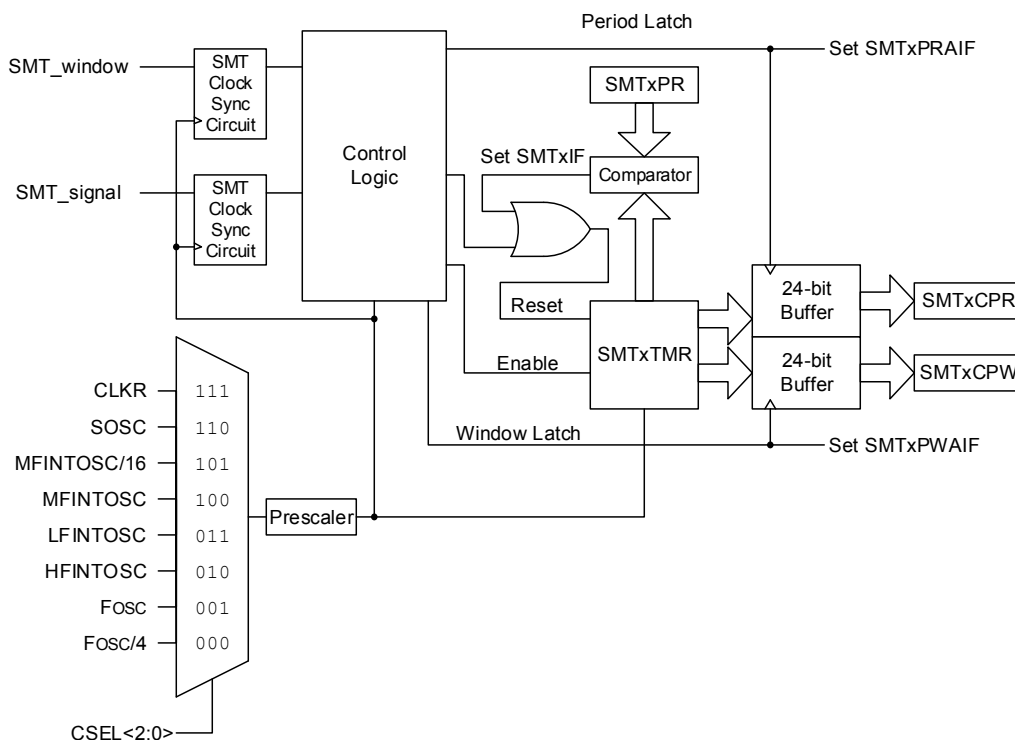 Period Latch
Set SMTxPRAIF
SMT_window
SMT
Clock
Sync
Circuit
SMTxPR
Control
Logic
Set SMTxIF
Comparator
SMT_signal
SMT
Clock
Sync
Circuit
24-bit
Buffer
SMTxCPR
Reset
SMTxTMR
Enable
24-bit
Buffer
SMTxCPW
Window Latch
Set SMTxPWAIF
CLKR 111
SOSC 110
MFINTOSC/16 101
MFINTOSC 100
Prescaler
LFINTOSC 011
HFINTOSC 010
FOSC 001
FOSC/4 000
CSEL<2:0>